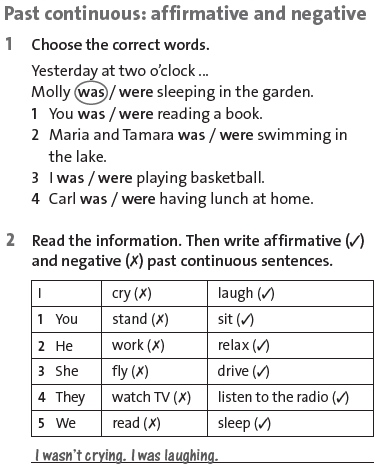 Past continuous: affirmative and negative
1 Choose the correct words.
Yesterday at two o'clock ...
Molly was / were sleeping in the garden.
1 You was / were reading a book.
2 Maria and Tamara was / were swimming in
the lake.
3 I was / were playing basketball.
4 Carl was / were having lunch at home.
2 Read the information. Then write affirmative (✓)
and negative (✗) past continuous sentences.
I cry (✗) laugh (✓)
1 You stand (✗) sit (✓)
2 He work (✗) relax (✓)
3 She fly (✗) drive (✓)
4 They watch TV (✗) listen to the radio (✓)
5 We read (✗) sleep (✓)
I wasn't crying. I was laughing.